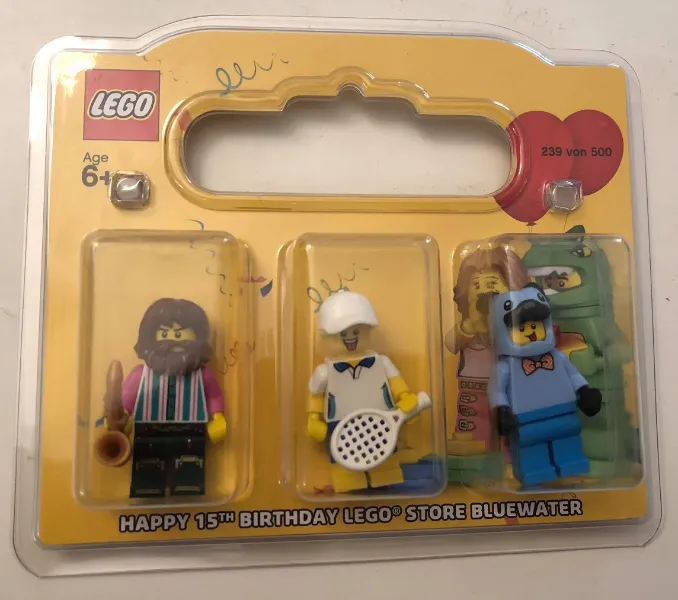 LEGO
Age
6+
239 von 500
HAPPY 15TH BIRTHDAY LEGO® STORE BLUEWATER